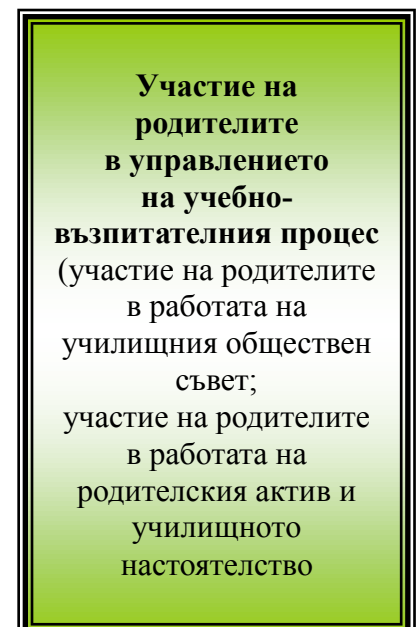 Участие на
родителите
в управлението
на учебно-
възпитателния процес
(участие на родителите
в работата на
училищния обществен
съвет;
участие на родителите
в работата на
родителския актив и
училищното
настоятелство